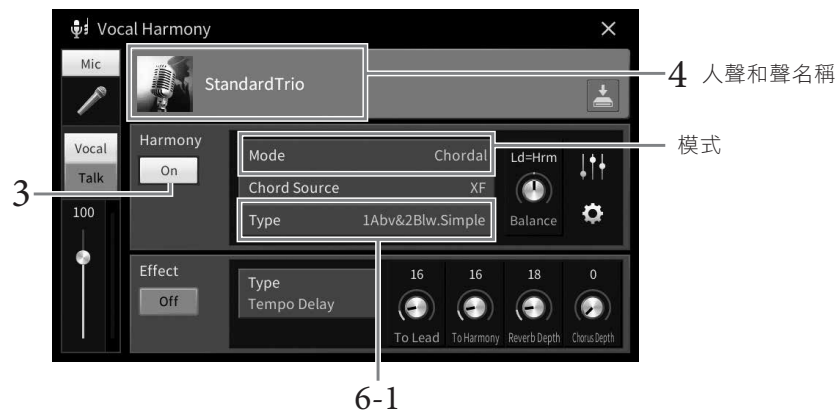 Vocal Harmony
Mic
StandardTrio
4 人聲和聲名稱
Vocal
Talk
Harmony
On
3
Mode Chordal
模式
Chord Source XF
Type 1Abv&2Blw.Simple
Ld=Hrm
Balance
100
Effect
Off
Type
Tempo Delay
16 16 18 0
To Lead To Harmony Reverb Depth Chorus Depth
6-1